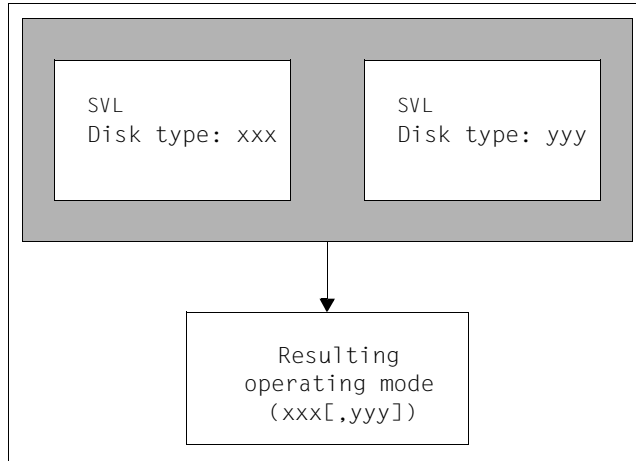 SVL
Disk type: xxx
SVL
Disk type: yyy
Resulting
operating mode
(xxx[,yyy])